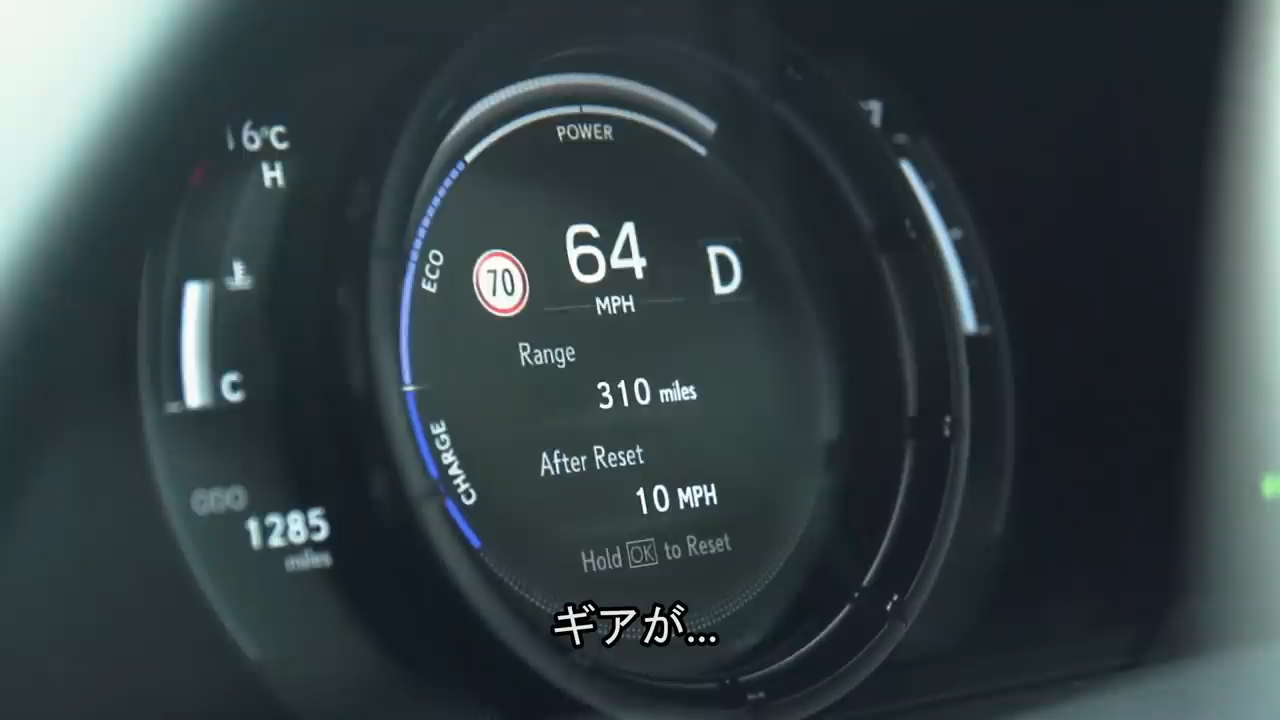 6°C
H
C
ODO
1285
miles
POWER
ECO
CHARGE
70
64
MPH
D
Range
310 miles
After Reset
10 MPH
Hold OK to Reset
ギアが...